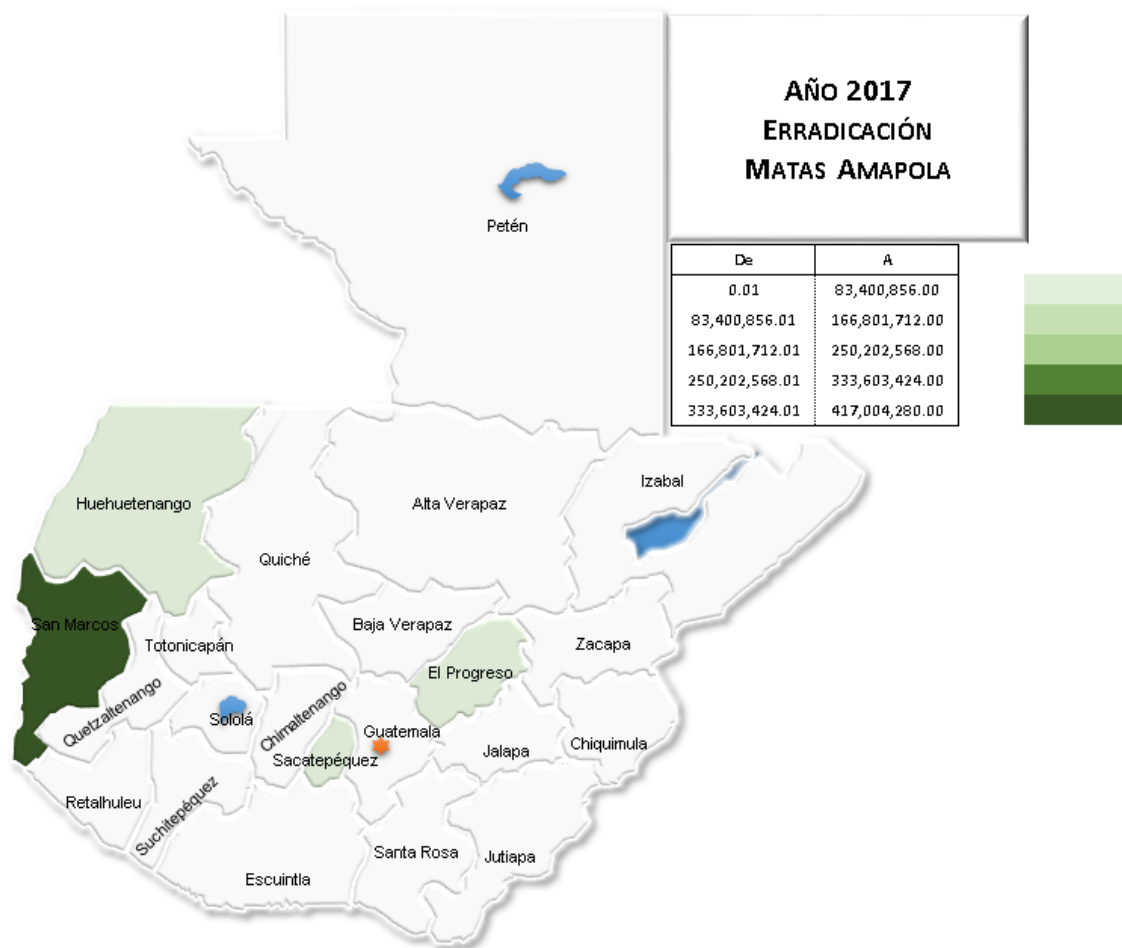 AÑO 2017
ERRADICACIÓN
MATAS AMAPOLA
De A
0.01 83,400,856.00
83,400,856.01 166,801,712.00
166,801,712.01 250,202,568.00
250,202,568.01 333,603,424.00
333,603,424.01 417,004,280.00
Petén
Izabal
Huehuetenango
Alta Verapaz
Quiché
San Marcos
Baja Verapaz
Totonicapán
Zacapa
El Progreso
Quetzaltenango
Sololá
Chimaltenango
Guatemala
Sacatepéquez
Jalapa
Chiquimula
Retalhuleu
Suchitepéquez
Santa Rosa
Jutiapa
Escuintla